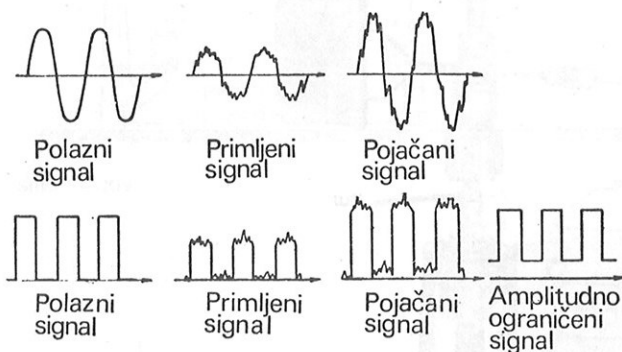 Polazni
signal
Primljeni
signal
Pojačani
signal
Polazni
signal
Primljeni
signal
Pojačani
signal
Amplitudno
ograničeni
signal